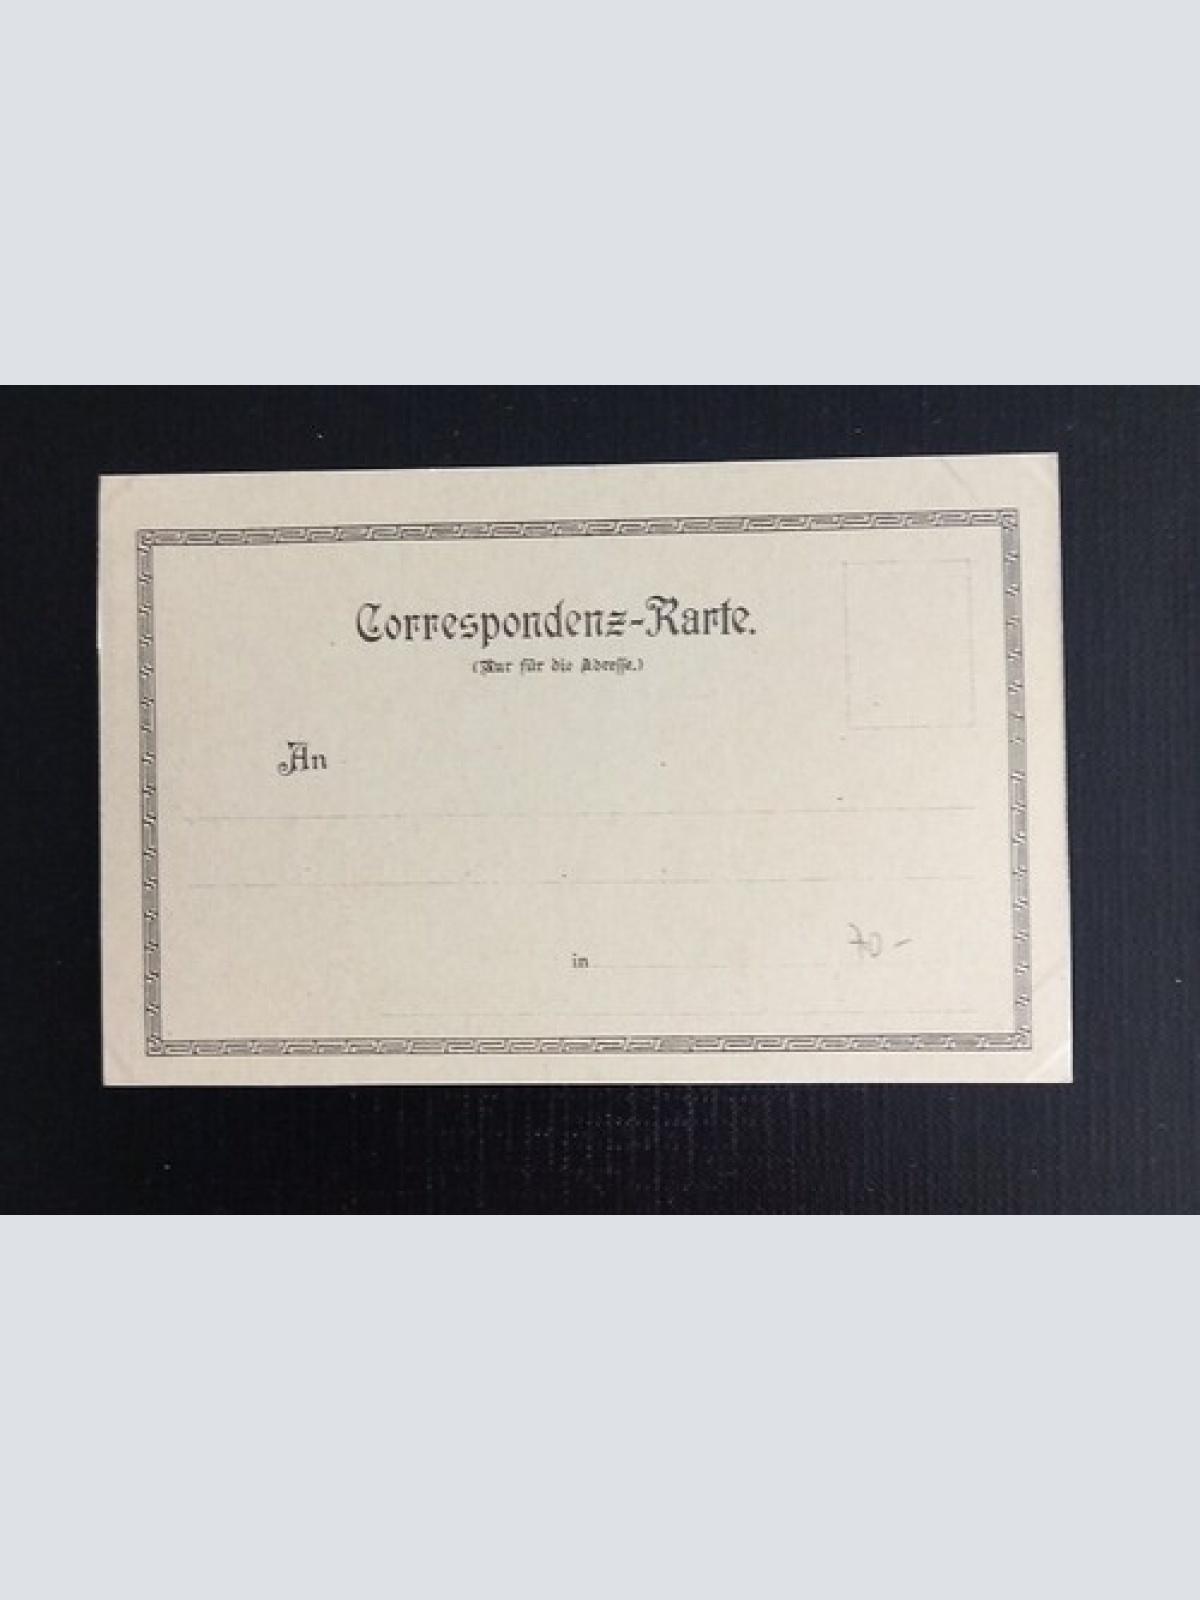 Correspondenz-Karte.
(Nur für die Adresse.)
An
in
70 -